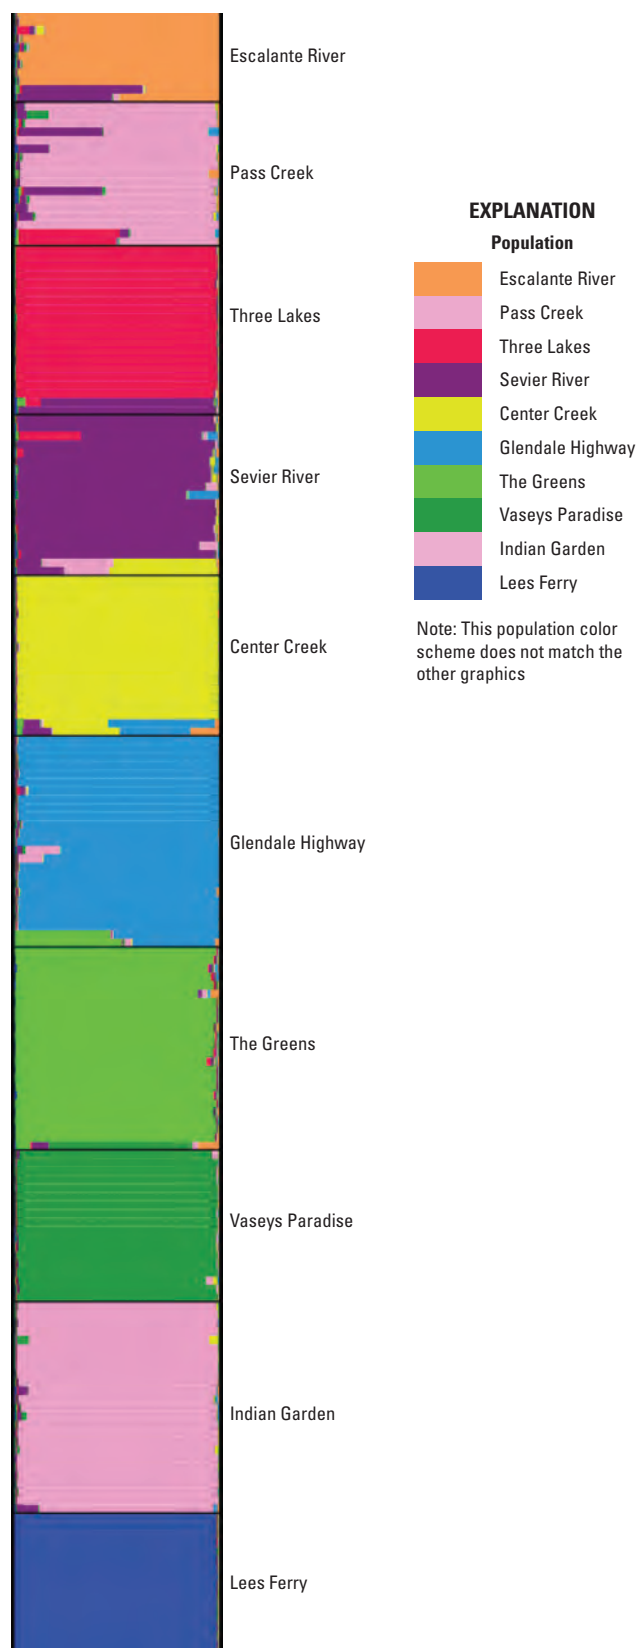 Escalante River
Pass Creek
Three Lakes
Sevier River
Center Creek
Glendale Highway
The Greens
Vaseys Paradise
Indian Garden
Lees Ferry
EXPLANATION
Population
Escalante River
Pass Creek
Three Lakes
Sevier River
Center Creek
Glendale Highway
The Greens
Vaseys Paradise
Indian Garden
Lees Ferry
Note: This population color
scheme does not match the
other graphics